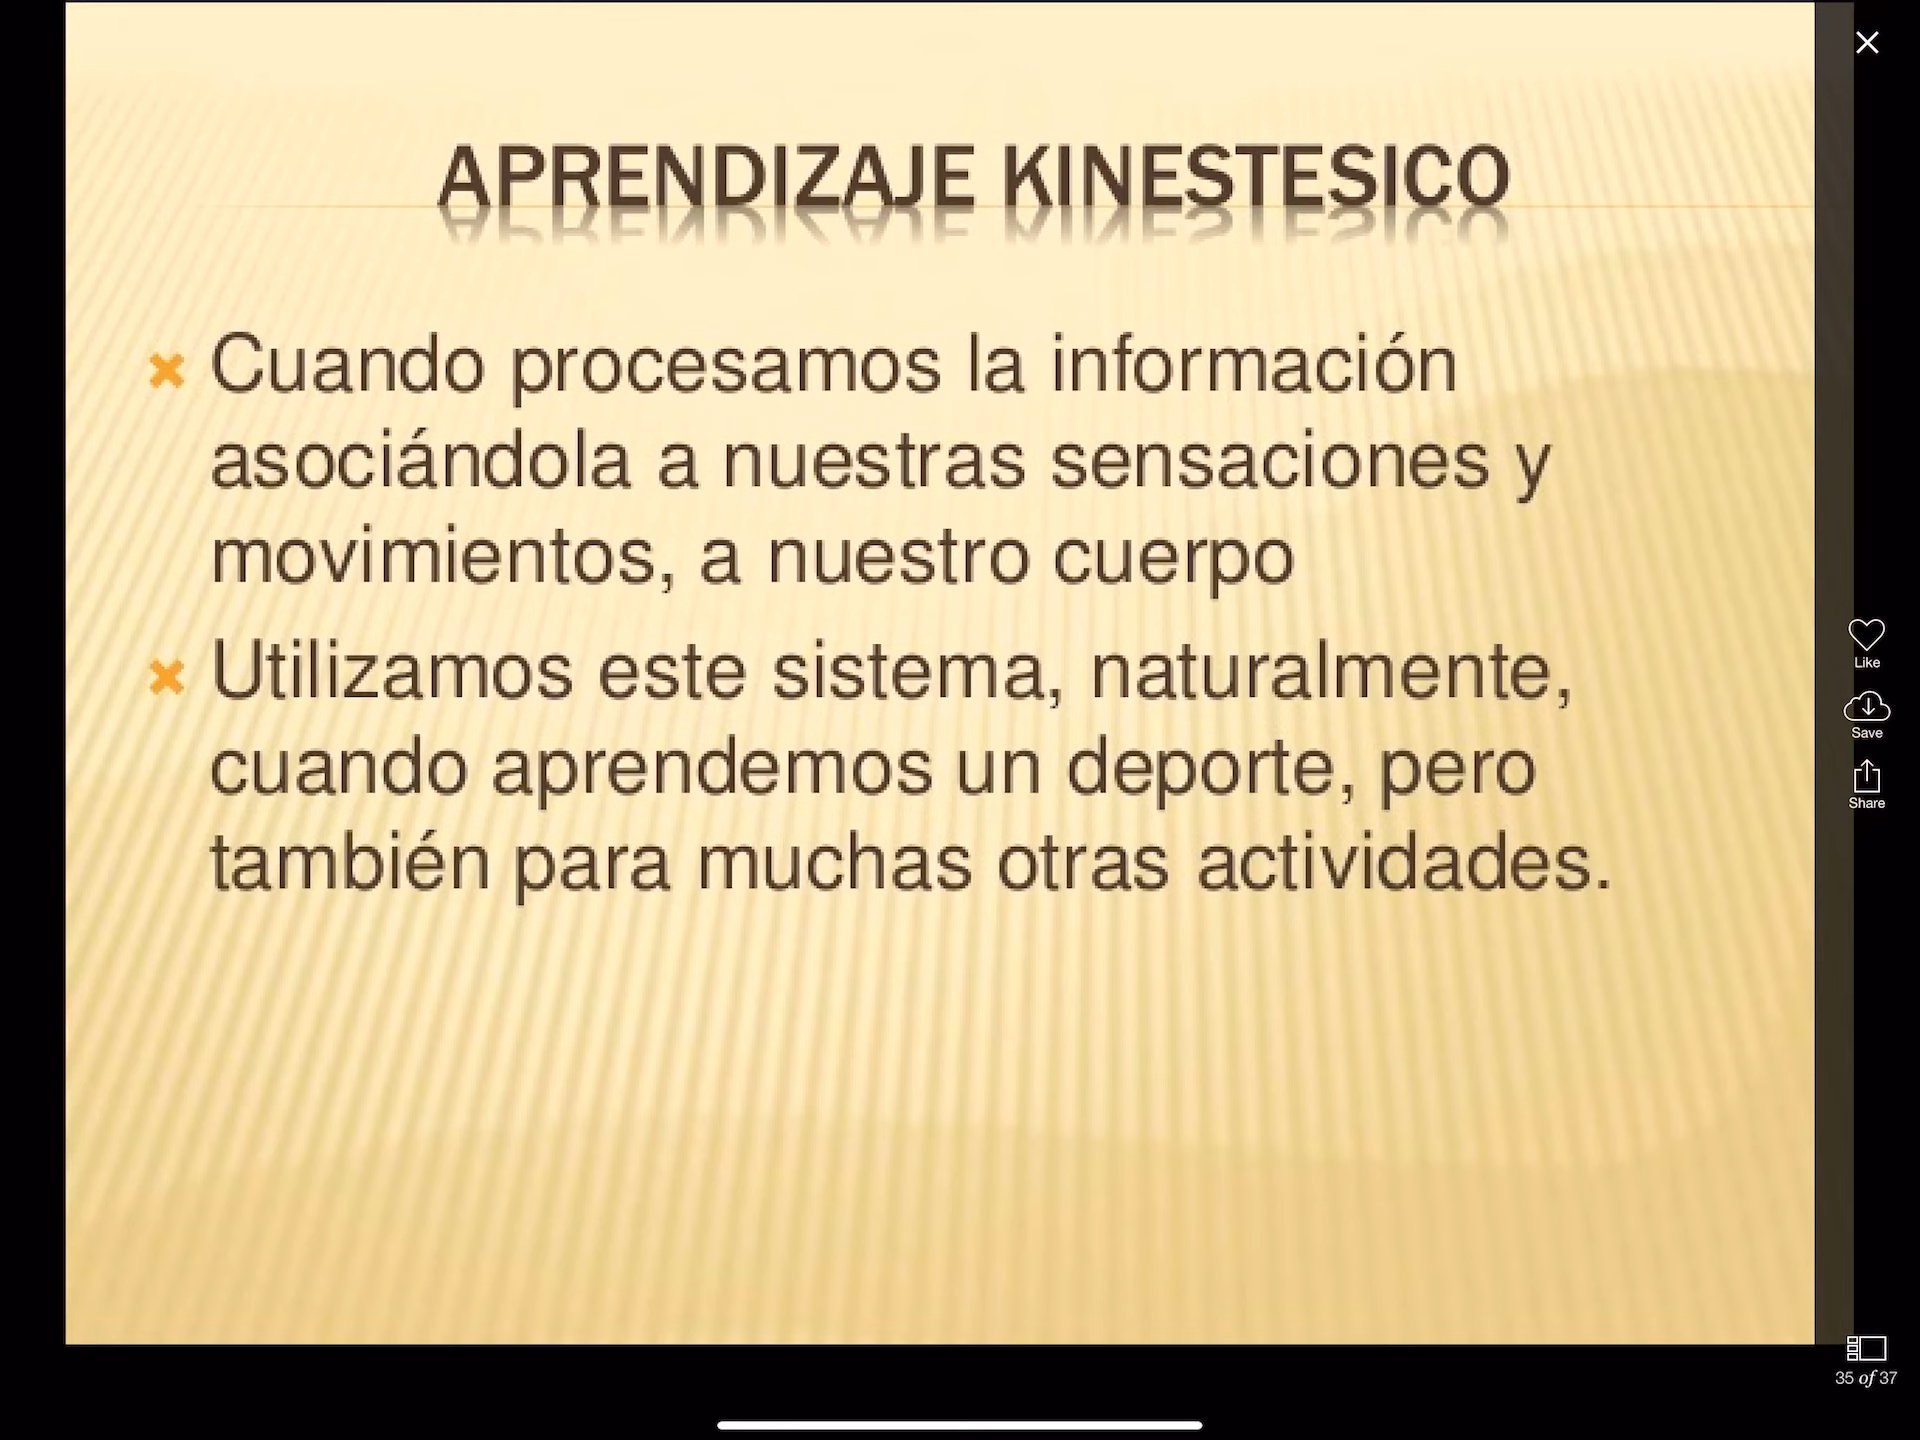 APRENDIZAJE KINESTESICO
Cuando procesamos la información
asociándola a nuestras sensaciones y
movimientos, a nuestro cuerpo
Utilizamos este sistema, naturalmente,
cuando aprendemos un deporte, pero
también para muchas otras actividades.
Like
Save
Share
35 of 37